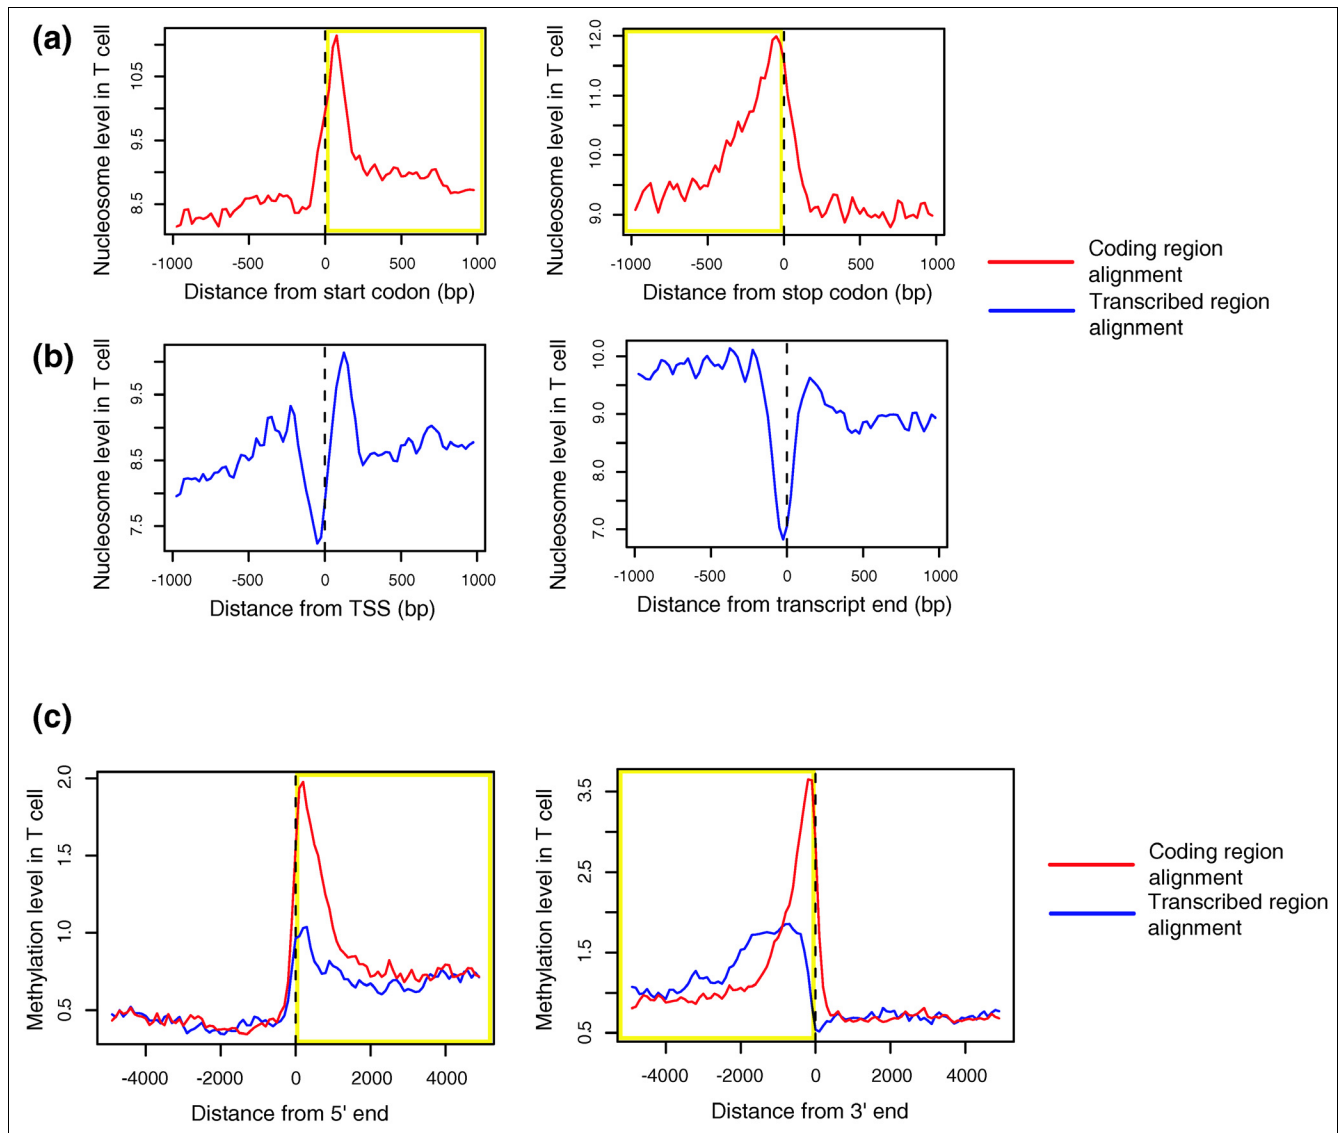 (a)
Nucleosome level in T cell
8.5 9.5 10.5
-1000 -500 0 500 1000
Distance from start codon (bp)
Nucleosome level in T cell
9.0 10.0 11.0 12.0
-1000 -500 0 500 1000
Distance from stop codon (bp)
Coding region
alignment
Transcribed region
alignment
(b)
Nucleosome level in T cell
7.5 8.5 9.5
-1000 -500 0 500 1000
Distance from TSS (bp)
Nucleosome level in T cell
7.0 8.0 9.0 10.0
-1000 -500 0 500 1000
Distance from transcript end (bp)
(c)
Methylation level in T cell
0.5 1.0 1.5 2.0
-4000 -2000 0 2000 4000
Distance from 5' end
Methylation level in T cell
0.5 1.5 2.5 3.5
-4000 -2000 0 2000 4000
Distance from 3' end
Coding region
alignment
Transcribed region
alignment